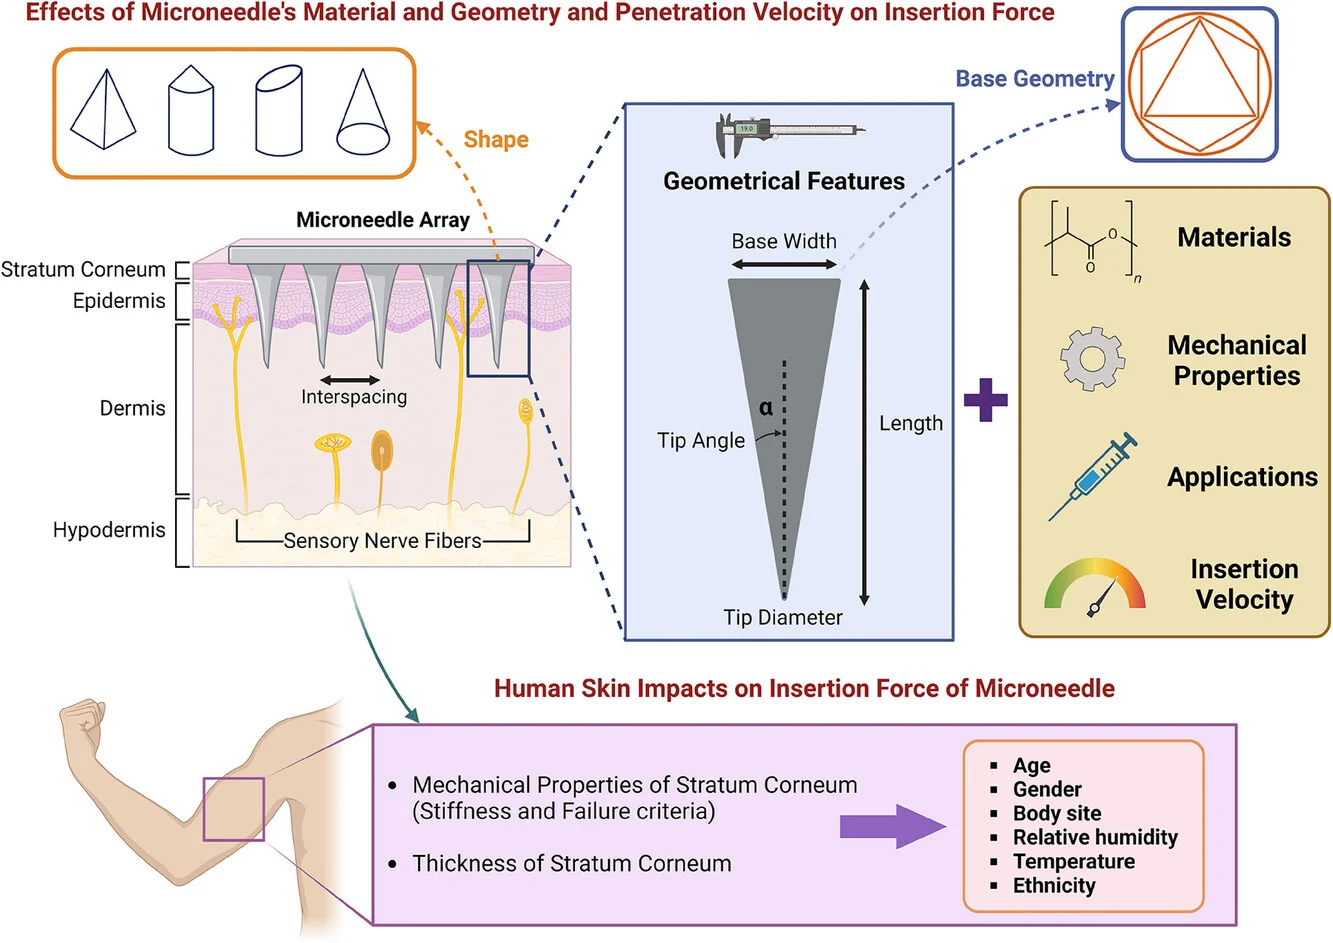 Effects of Microneedle's Material and Geometry and Penetration Velocity on Insertion Force
Shape
Base Geometry
Microneedle Array
Stratum Corneum
Epidermis
Dermis
Hypodermis
Interspacing
Sensory Nerve Fibers
19.0
Geometrical Features
Base Width
α
Tip Angle
Length
Tip Diameter
O
O
n
Materials
Mechanical
Properties
Applications
Insertion
Velocity
Human Skin Impacts on Insertion Force of Microneedle
• Mechanical Properties of Stratum Corneum
(Stiffness and Failure criteria)
• Thickness of Stratum Corneum
▪ Age
▪ Gender
▪ Body site
▪ Relative humidity
▪ Temperature
▪ Ethnicity